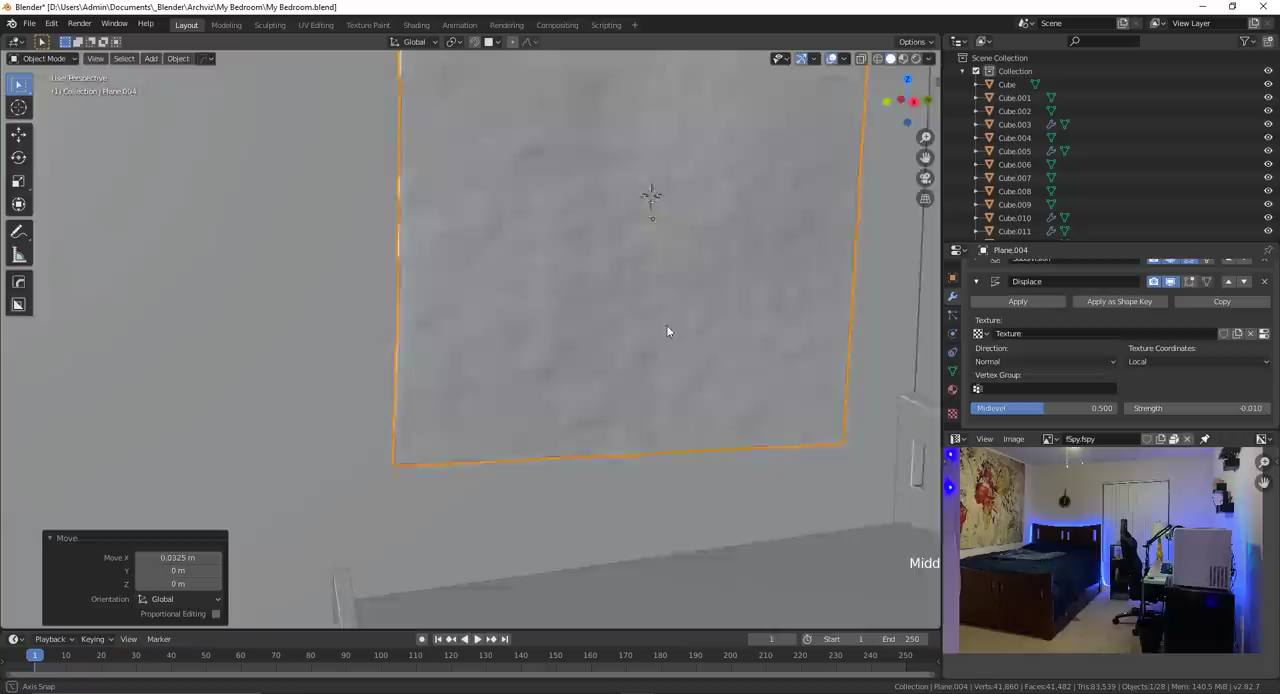 Blender* [D:\Users\Admin\Documents\_Blender\Archviz\My Bedroom\My Bedroom.blend]
File Edit Render Window Help Layout Modeling Sculpting UV Editing Texture Paint Shading Animation Rendering Compositing Scripting + Scene View Layer
Global Options
Object Mode View Select Add Object
User Perspective
(1) Collection | Plane.004
Scene Collection
Collection
Cube
Cube.001
Cube.002
Cube.003
Cube.004
Cube.005
Cube.006
Cube.007
Cube.008
Cube.009
Cube.010
Cube.011
Plane.004
Subdivision
Displace
Apply Apply as Shape Key Copy
Texture:
Texture
Direction: Texture Coordinates:
Normal Local
Vertex Group:
Midlevel 0.500 Strength -0.010
View Image fSpy.fspy
Move
Move X 0.0325 m
Y 0 m
Z 0 m
Orientation Global
Proportional Editing
Midd
Playback Keying View Marker 1 Start 1 End 250
1 10 20 30 40 50 60 70 80 90 100 110 120 130 140 150 160 170 180 190 200 210 220 230 240 250
Axis Snap
Collection | Plane.004 | Verts:41,860 | Faces:41,482 | Tris:83,539 | Objects:1/28 | Mem: 140.5 MiB | v2.82.7